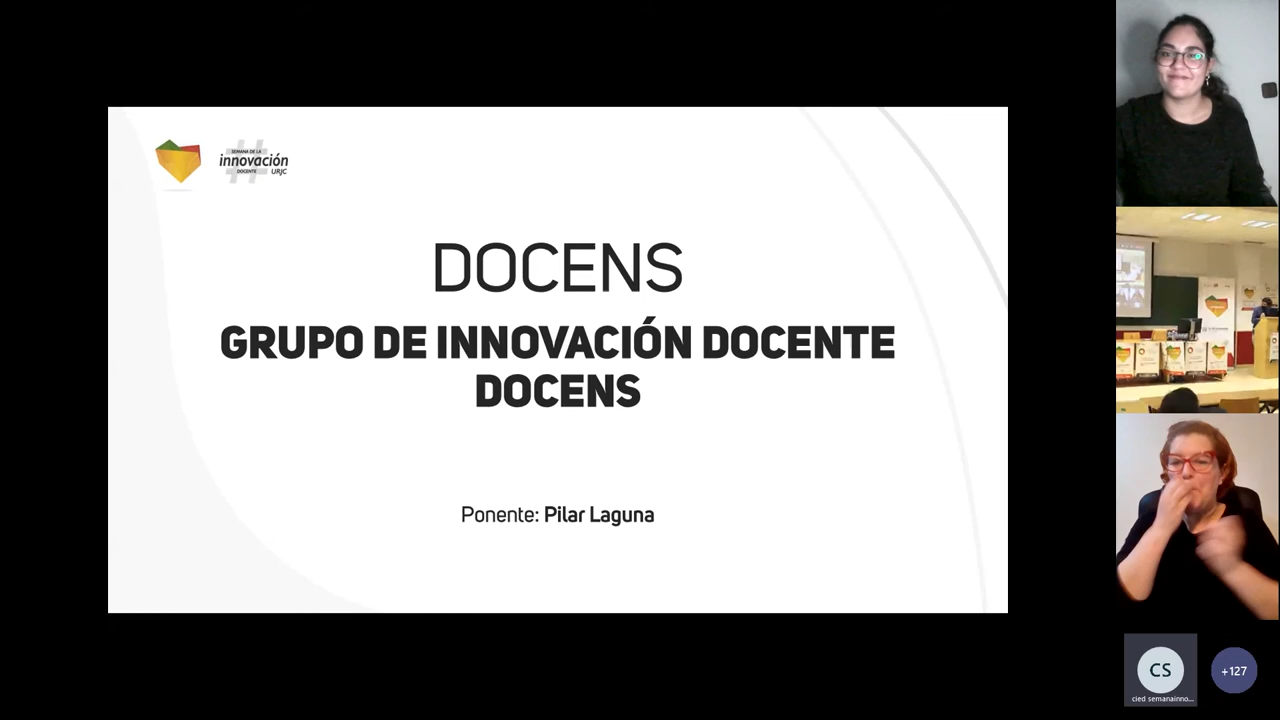 SEMANA DE LA
innovación
DOCENTE
URJC
DOCENS
GRUPO DE INNOVACIÓN DOCENTE
DOCENS
Ponente: Pilar Laguna
CS
cied semanainno...
+127